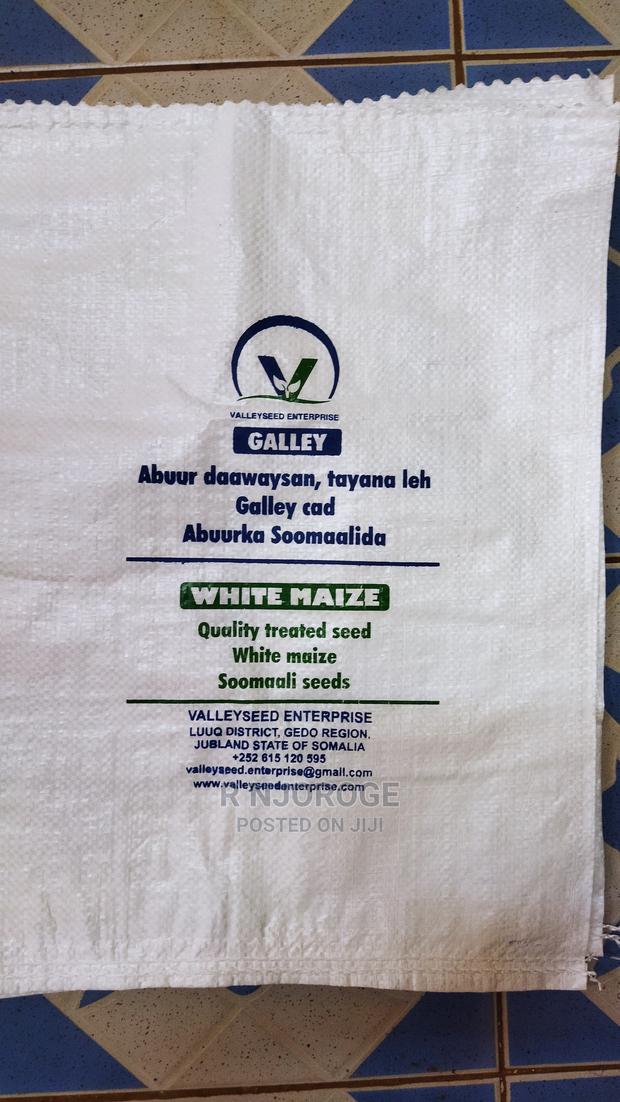 VALLEYSEED ENTERPRISE
GALLEY
Abuur daawaysan, tayana leh
Galley cad
Abuurka Soomaalida
WHITE MAIZE
Quality treated seed
White maize
Soomaali seeds
VALLEYSEED ENTERPRISE
LUUQ DISTRICT, GEDO REGION.
JUBLAND STATE OF SOMALIA
+252 615 120 595
valleyseed.enterprise@gmail.com
www.valleyseedenterprise.com
R NJOROGE
POSTED ON JIJI